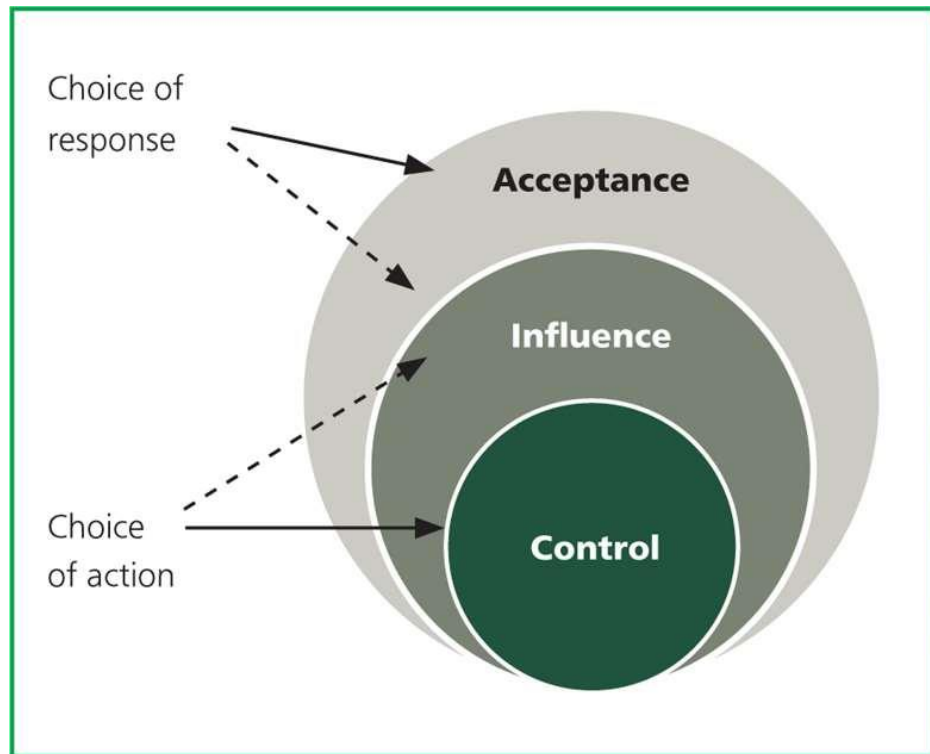 Choice of
response
Acceptance
Influence
Choice
of action
Control